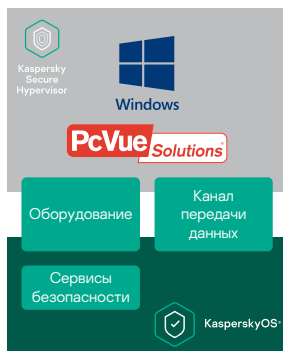 Kaspersky
Secure
Hypervisor
Windows
PcVue Solutions®
Оборудование
Канал
передачи
данных
Сервисы
безопасности
KasperskyOS®